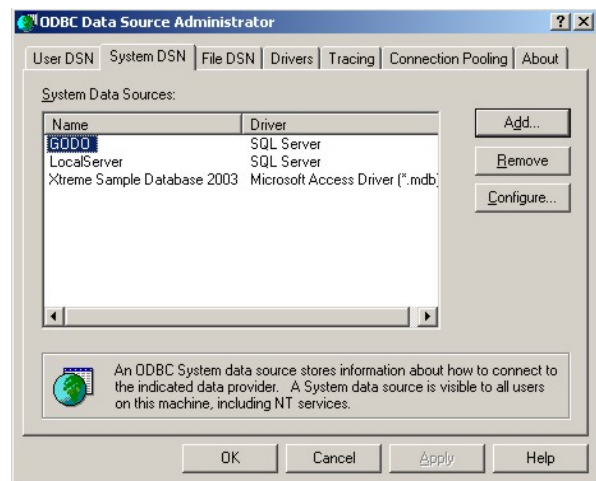 ODBC Data Source Administrator
User DSN System DSN File DSN Drivers Tracing Connection Pooling About
System Data Sources:
Name Driver
GODO SQL Server
LocalServer SQL Server
Xtreme Sample Database 2003 Microsoft Access Driver (*.mdb)
Add...
Remove
Configure...
An ODBC System data source stores information about how to connect to
the indicated data provider. A System data source is visible to all users
on this machine, including NT services.
OK Cancel Apply Help